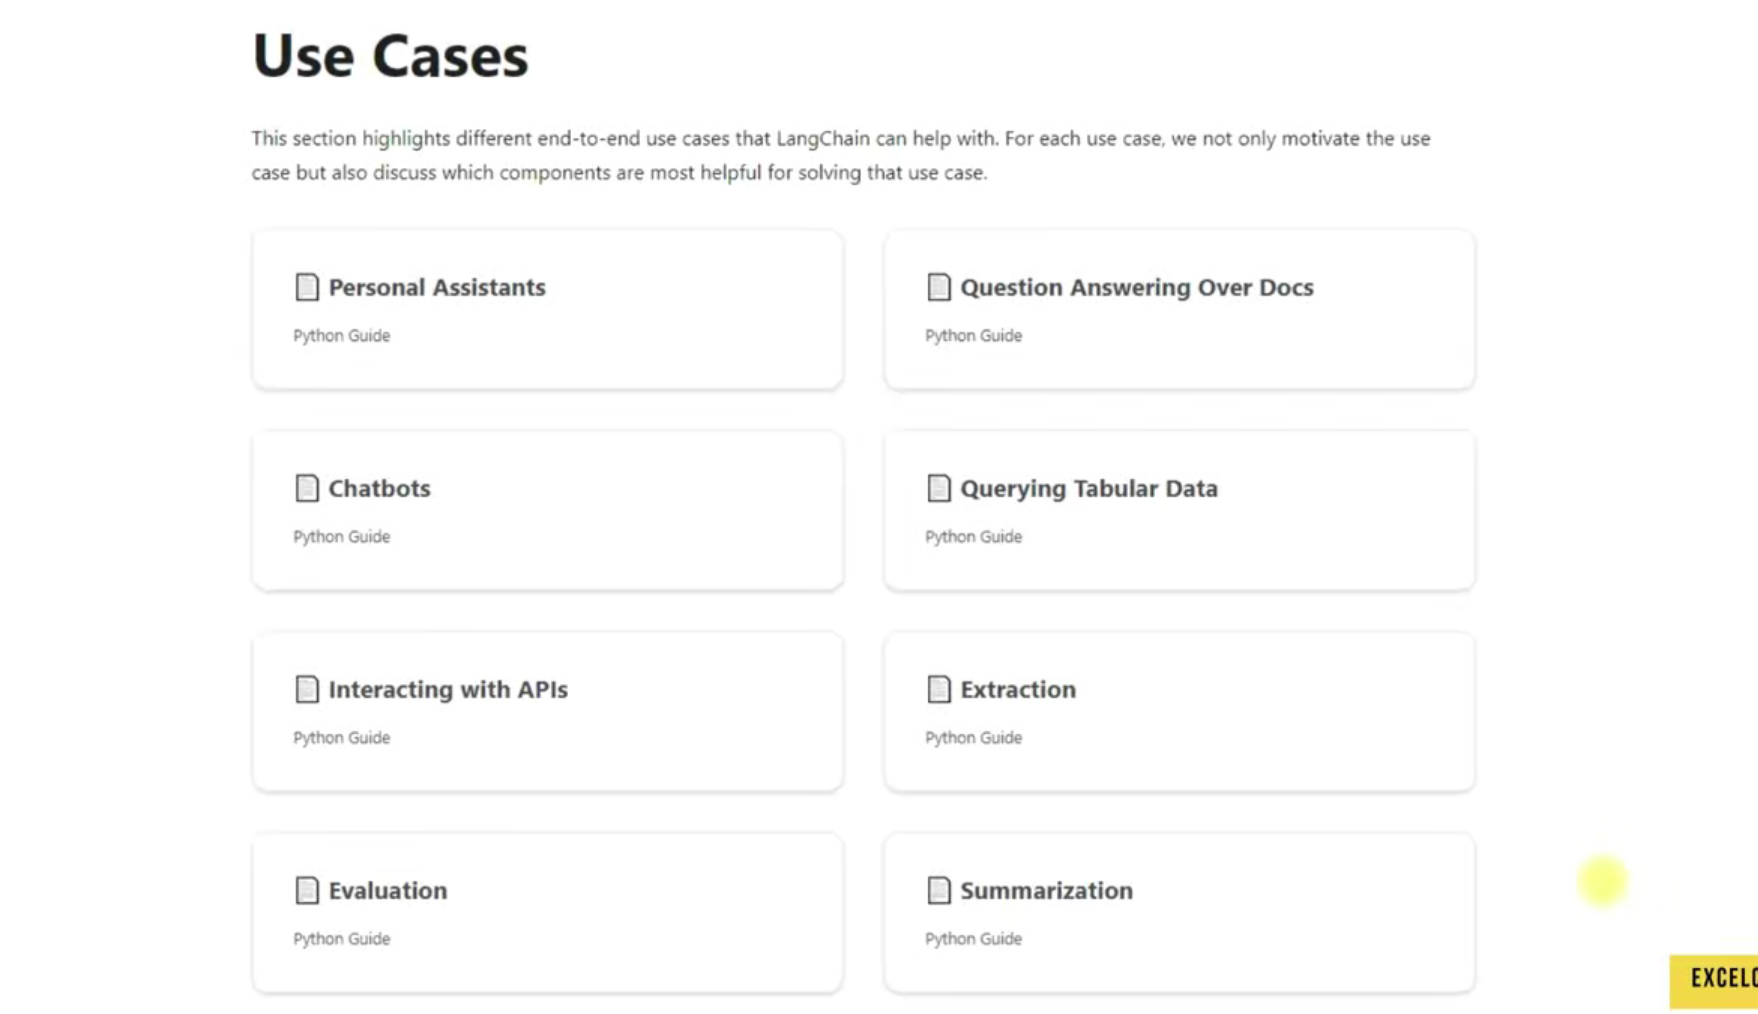 Use Cases
This section highlights different end-to-end use cases that LangChain can help with. For each use case, we not only motivate the use
case but also discuss which components are most helpful for solving that use case.
Personal Assistants
Python Guide
Question Answering Over Docs
Python Guide
Chatbots
Python Guide
Querying Tabular Data
Python Guide
Interacting with APIs
Python Guide
Extraction
Python Guide
Evaluation
Python Guide
Summarization
Python Guide